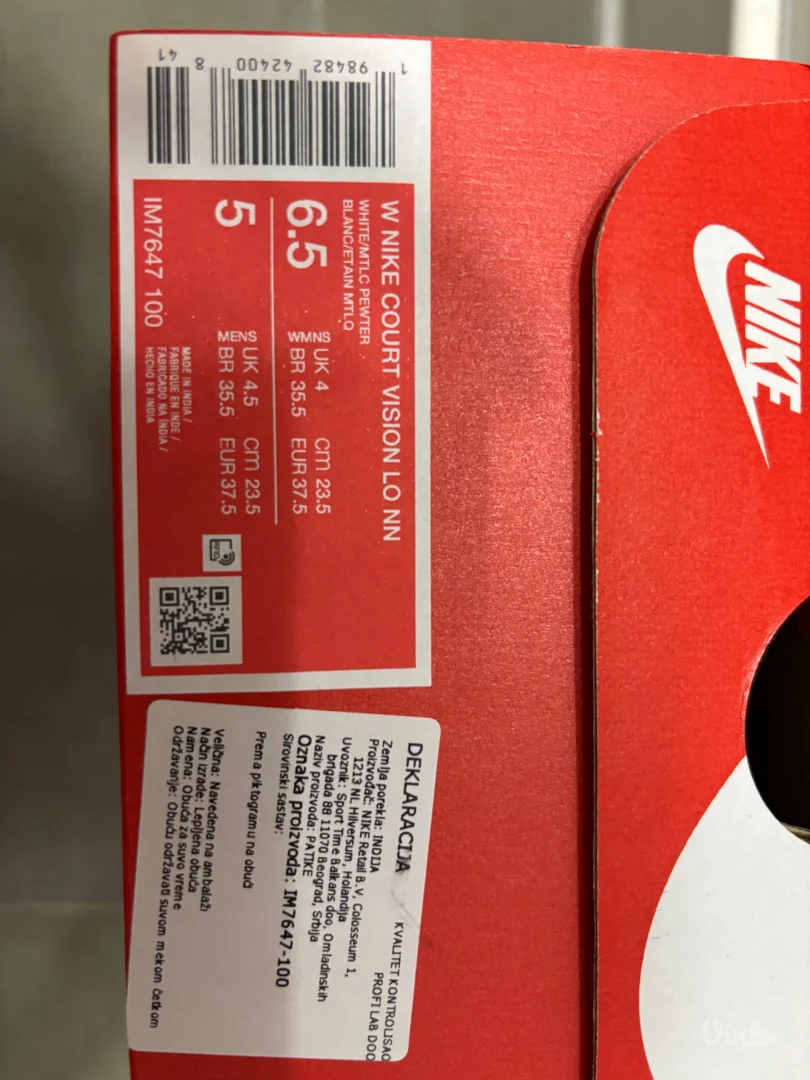 1 98482 42400 8 41
W NIKE COURT VISION LO NN
WHITE/MTLC PEWTER
BLANC/ETAIN MTLQ
6.5
WMNS UK 4 cm 23.5
BR 35.5 EUR 37.5
5
MENS UK 4.5 cm 23.5
BR 35.5 EUR 37.5
IM7647 100
MADE IN INDIA /
FABRIQUE EN INDE /
FABRICADO NA ÍNDIA /
HECHO EN INDIA
RFID
NIKE
DEKLARACIJA
KVALITET KONTROLISAO
PROFI LAB DOO
Zemlja porekla: INDIJA
Proizvođač: NIKE Retail B.V, Colosseum 1,
1213 NL Hilversum, Holandija
Uvoznik: Sport Time Balkans doo, Omladinskih
brigada 88 11070 Beograd, Srbija
Naziv proizvoda: PATIKE
Oznaka proizvoda: IM7647-100
Sirovinski sastav:
Prema piktogramu na obući
Veličina: Navedena na ambalaži
Način izrade: Lepljena obuća
Namena: Obuća za suvo vreme
Održavanje: Obuću održavati suvom mekom četkom
Vinted